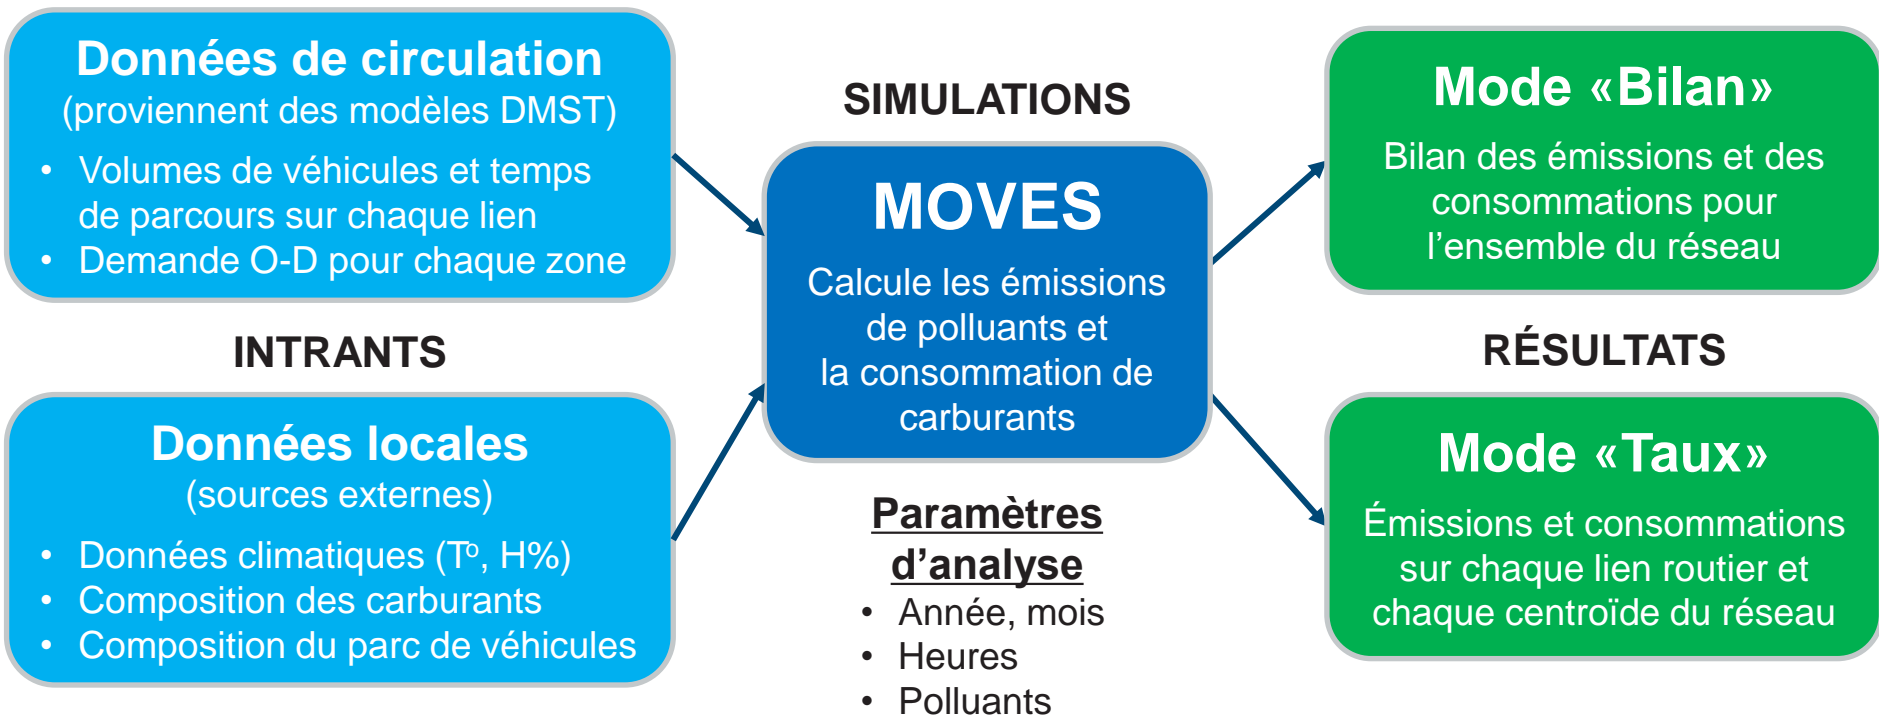 Données de circulation
(proviennent des modèles DMST)
• Volumes de véhicules et temps
de parcours sur chaque lien
• Demande O-D pour chaque zone
INTRANTS
Données locales
(sources externes)
• Données climatiques (Tº, H%)
• Composition des carburants
• Composition du parc de véhicules
SIMULATIONS
MOVES
Calcule les émissions
de polluants et
la consommation de
carburants
Paramètres
d’analyse
• Année, mois
• Heures
• Polluants
Mode «Bilan»
Bilan des émissions et des
consommations pour
l’ensemble du réseau
RÉSULTATS
Mode «Taux»
Émissions et consommations
sur chaque lien routier et
chaque centroïde du réseau